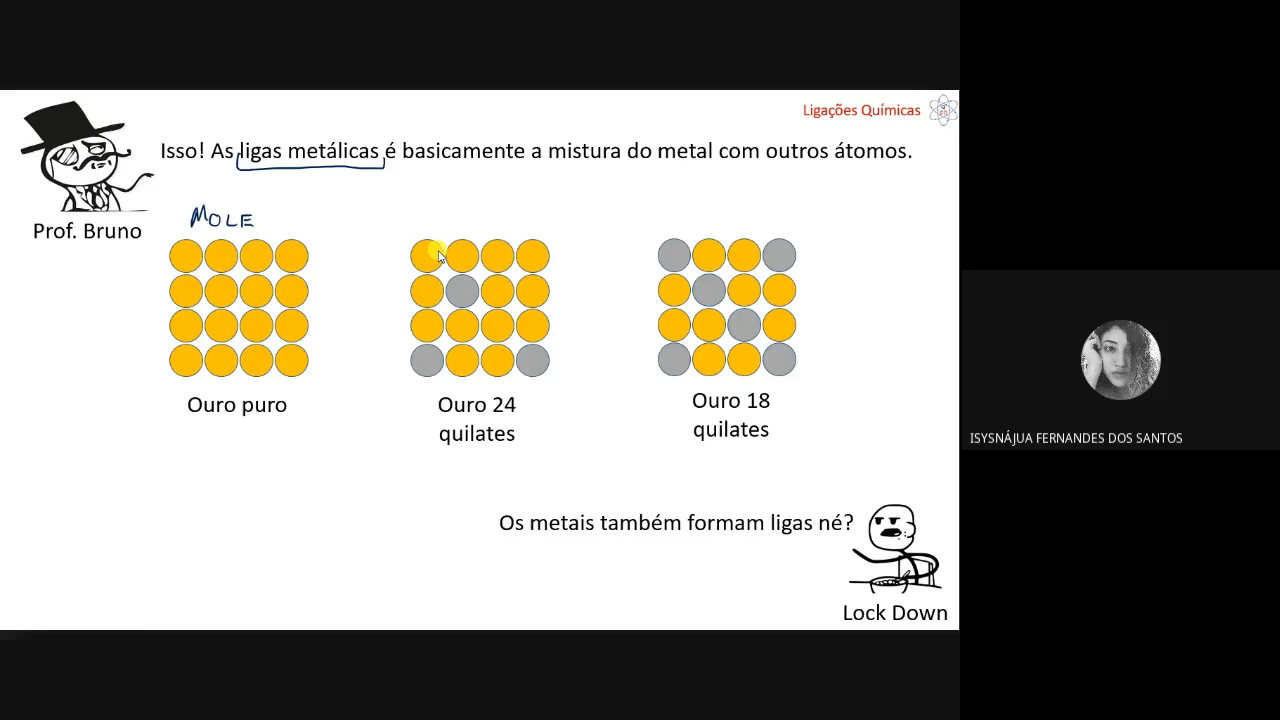 Ligações Químicas
Isso! As ligas metálicas é basicamente a mistura do metal com outros átomos.
Prof. Bruno
MOLE
Ouro puro
Ouro 24
quilates
Ouro 18
quilates
ISYSNÁJUA FERNANDES DOS SANTOS
Os metais também formam ligas né?
Lock Down